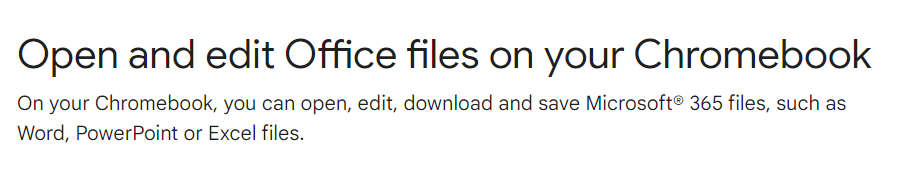 Open and edit Office files on your Chromebook
On your Chromebook, you can open, edit, download and save Microsoft® 365 files, such as
Word, PowerPoint or Excel files.